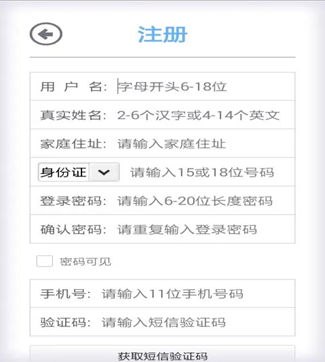 注册
用 户 名: 字母开头6-18位
真实姓名: 2-6个汉字或4-14个英文
家庭住址: 请输入家庭住址
身份证 请输入15或18位号码
登录密码: 请输入6-20位长度密码
确认密码: 请重复输入登录密码
密码可见
手机号: 请输入11位手机号码
验证码: 请输入短信验证码
获取短信验证码